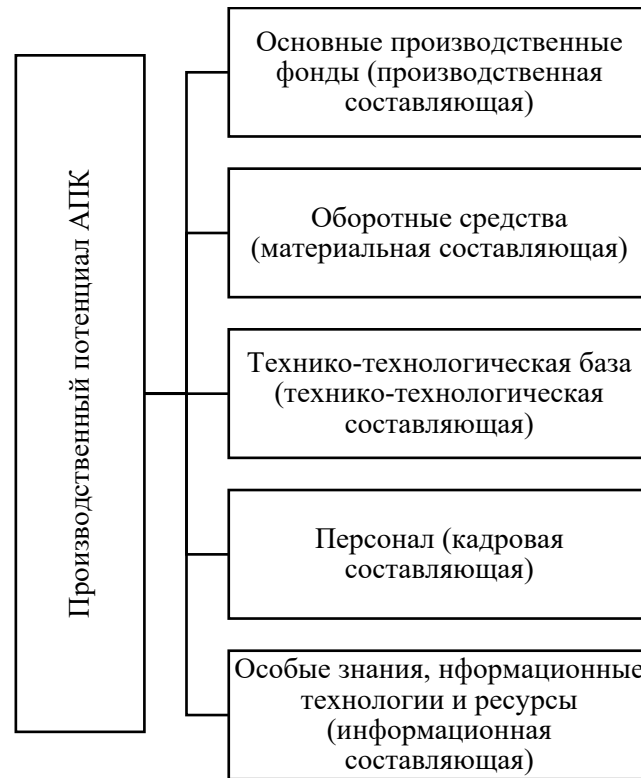 Производственный потенциал АПК
Основные производственные
фонды (производственная
составляющая)
Оборотные средства
(материальная составляющая)
Технико-технологическая база
(технико-технологическая
составляющая)
Персонал (кадровая
составляющая)
Особые знания, нформационные
технологии и ресурсы
(информационная
составляющая)